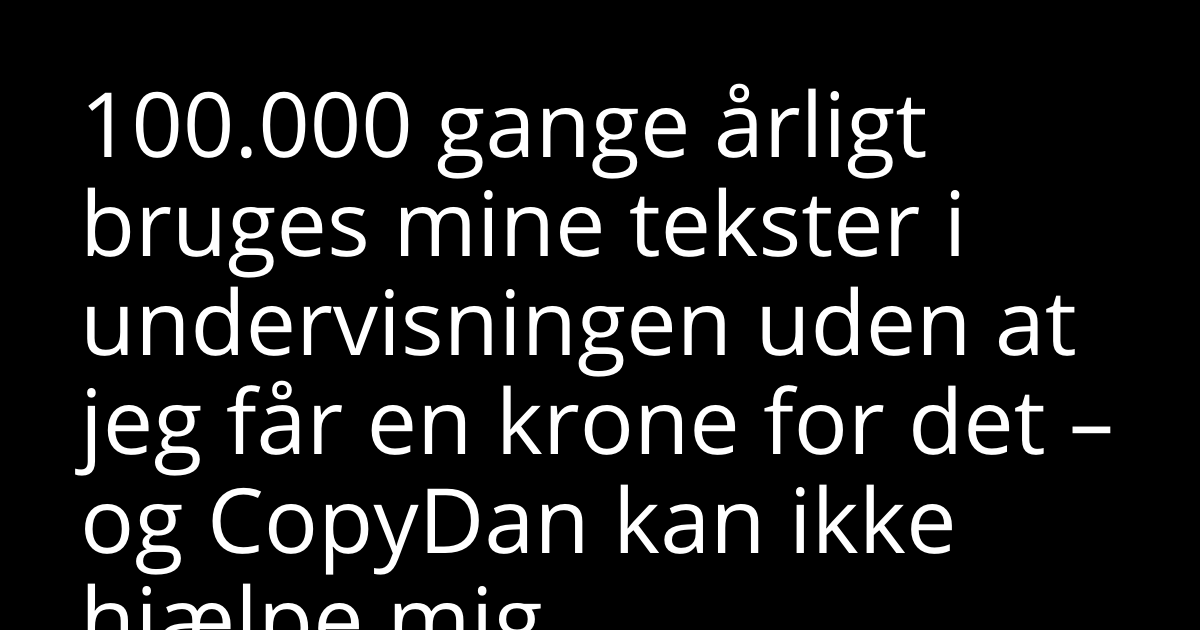 100.000 gange årligt
bruges mine tekster i
undervisningen uden at
jeg får en krone for det –
og CopyDan kan ikke
hjælpe mig